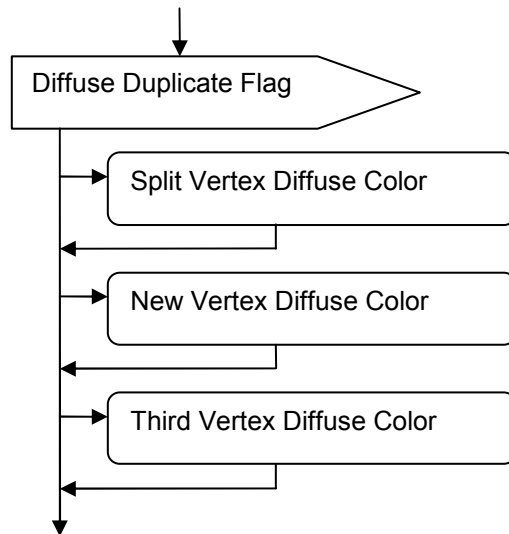 Diffuse Duplicate Flag
Split Vertex Diffuse Color
New Vertex Diffuse Color
Third Vertex Diffuse Color